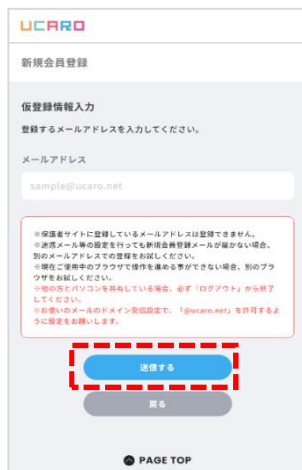 UCARO
新規会員登録
仮登録情報入力
登録するメールアドレスを入力してください。
メールアドレス
sample@ucaro.net
※保護者サイトに登録しているメールアドレスは登録できません。
※迷惑メール等の設定を行っても新規会員登録メールが届かない場合、
別のメールアドレスでの登録をお試しください。
※現在ご使用中のブラウザで操作を進める事ができない場合、別のブラ
ウザをお試しください。
※他の方とパソコンを共有している場合、必ず「ログアウト」から終了
してください。
※お使いのメールのドメイン受信設定で、「@ucaro.net」を許可するよ
うに設定をお願いします。
送信する
戻る
PAGE TOP